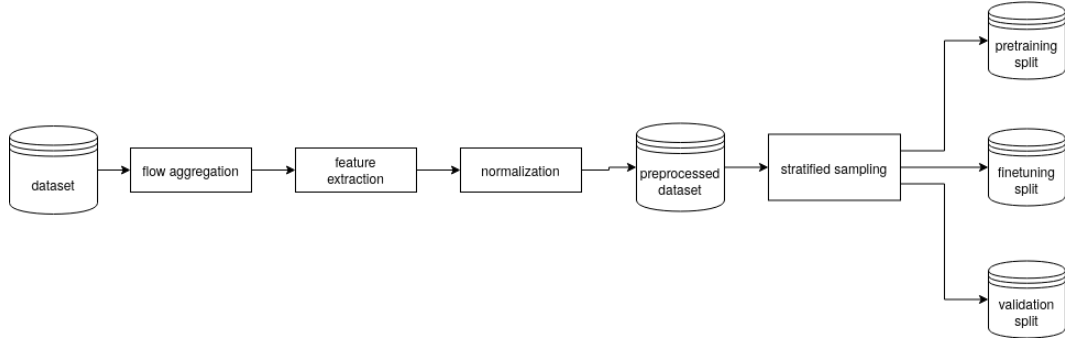 dataset
flow aggregation
feature
extraction
normalization
preprocessed
dataset
stratified sampling
pretraining
split
finetuning
split
validation
split